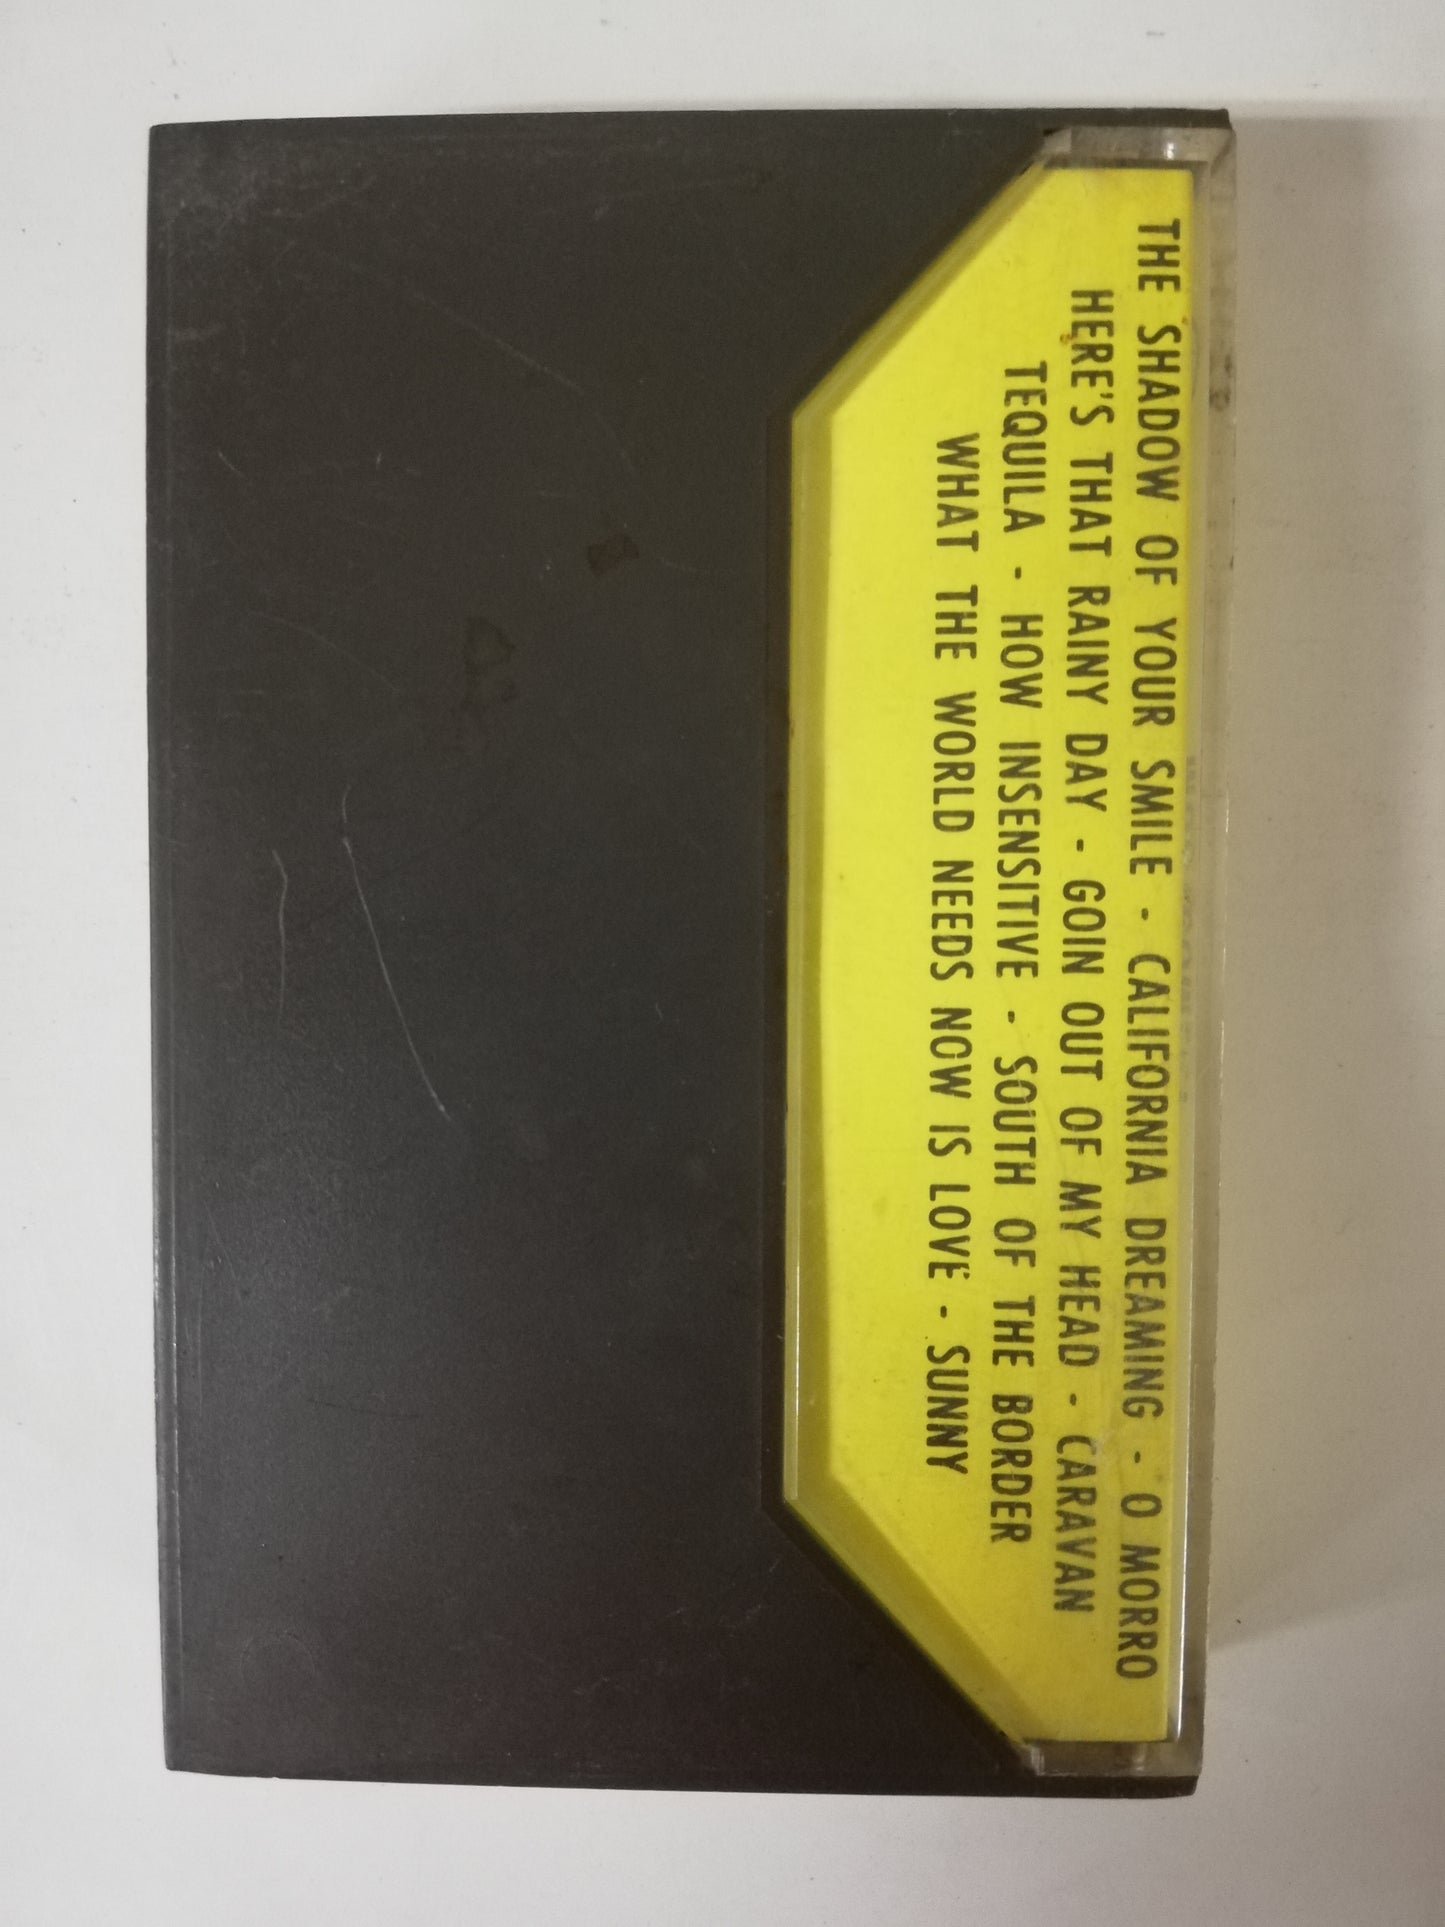 THE SHADOW OF YOUR SMILE - CALIFORNIA DREAMING - O MORRO
HERE'S THAT RAINY DAY - GOIN OUT OF MY HEAD - CARAVAN
TEQUILA - HOW INSENSITIVE - SOUTH OF THE BORDER
WHAT THE WORLD NEEDS NOW IS LOVE - SUNNY